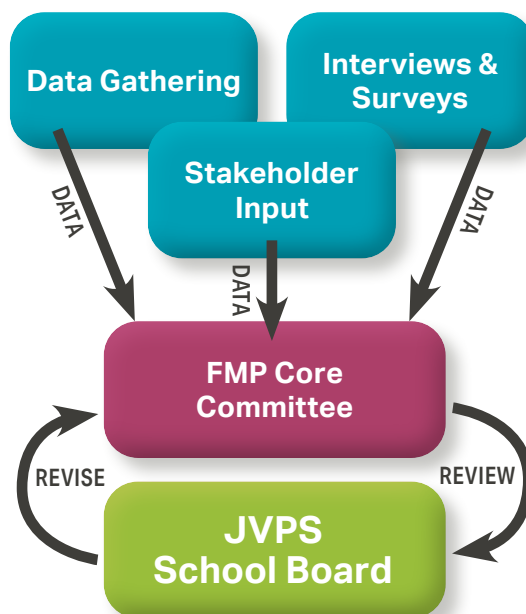 Data Gathering
Interviews &
Surveys
Stakeholder
Input
DATA
DATA
DATA
FMP Core
Committee
REVISE
REVIEW
JVPS
School Board